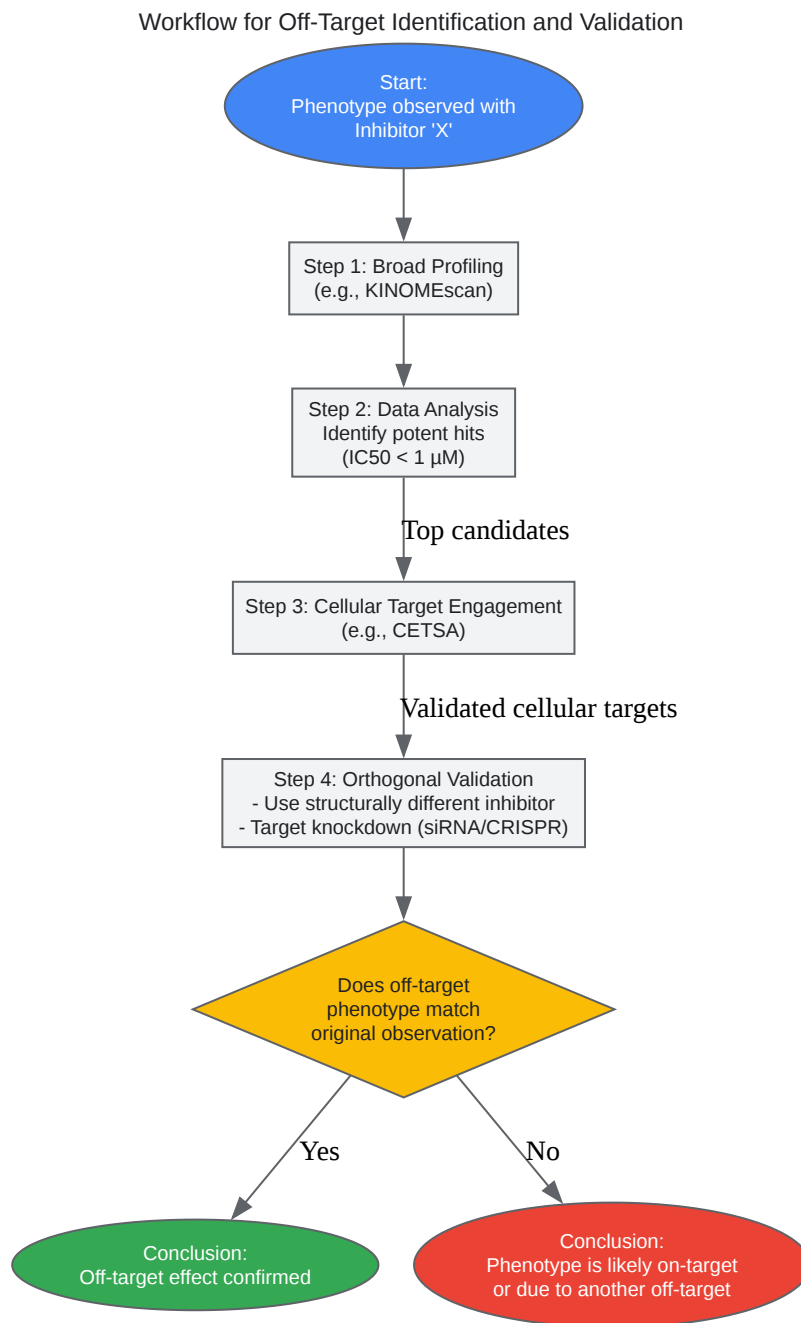 Workflow for Off-Target Identification and Validation
Start:
Phenotype observed with
Inhibitor 'X'
Step 1: Broad Profiling
(e.g., KINOMEscan)
Step 2: Data Analysis
Identify potent hits
(IC50 < 1 µM)
Top candidates
Step 3: Cellular Target Engagement
(e.g., CETSA)
Validated cellular targets
Step 4: Orthogonal Validation
- Use structurally different inhibitor
- Target knockdown (siRNA/CRISPR)
Does off-target
phenotype match
original observation?
Yes
No
Conclusion:
Off-target effect confirmed
Conclusion:
Phenotype is likely on-target
or due to another off-target